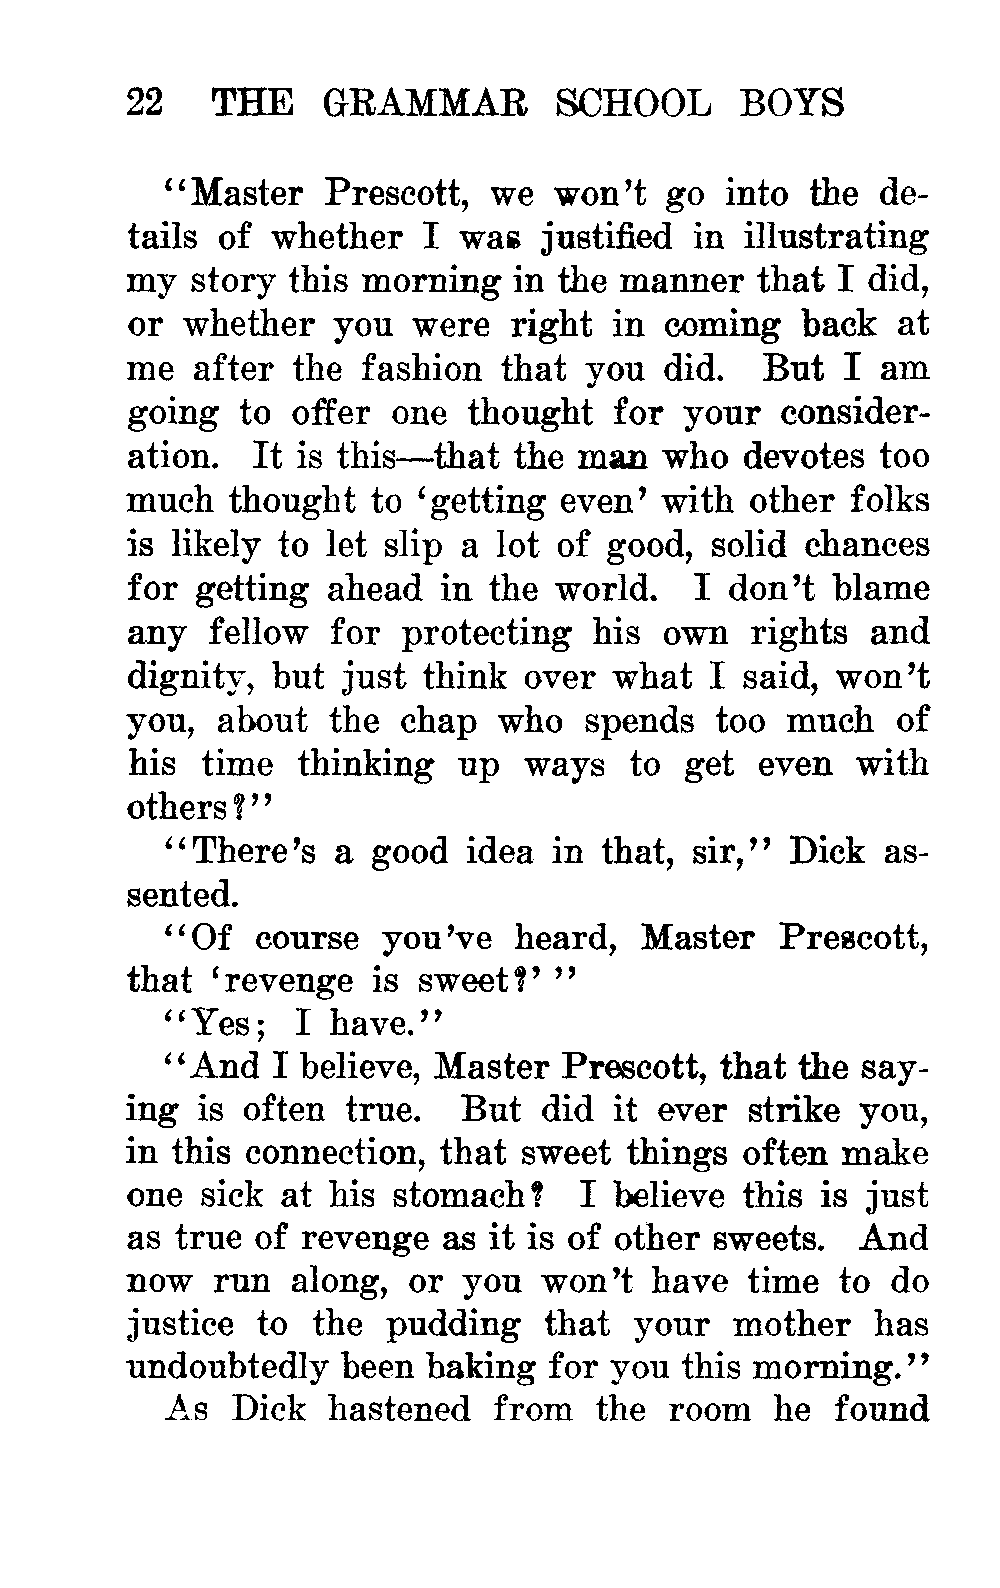 22 THE GRAMMAR SCHOOL BOYS
“Master Prescott, we won’t go into the de-
tails of whether I was justified in illustrating
my story this morning in the manner that I did,
or whether you were right in coming back at
me after the fashion that you did. But I am
going to offer one thought for your consider-
ation. It is this—that the man who devotes too
much thought to ‘getting even’ with other folks
is likely to let slip a lot of good, solid chances
for getting ahead in the world. I don’t blame
any fellow for protecting his own rights and
dignity, but just think over what I said, won’t
you, about the chap who spends too much of
his time thinking up ways to get even with
others?”
“There’s a good idea in that, sir,” Dick as-
sented.
“Of course you’ve heard, Master Prescott,
that ‘revenge is sweet?’ ”
“Yes; I have.”
“And I believe, Master Prescott, that the say-
ing is often true. But did it ever strike you,
in this connection, that sweet things often make
one sick at his stomach? I believe this is just
as true of revenge as it is of other sweets. And
now run along, or you won’t have time to do
justice to the pudding that your mother has
undoubtedly been baking for you this morning.”
As Dick hastened from the room he found